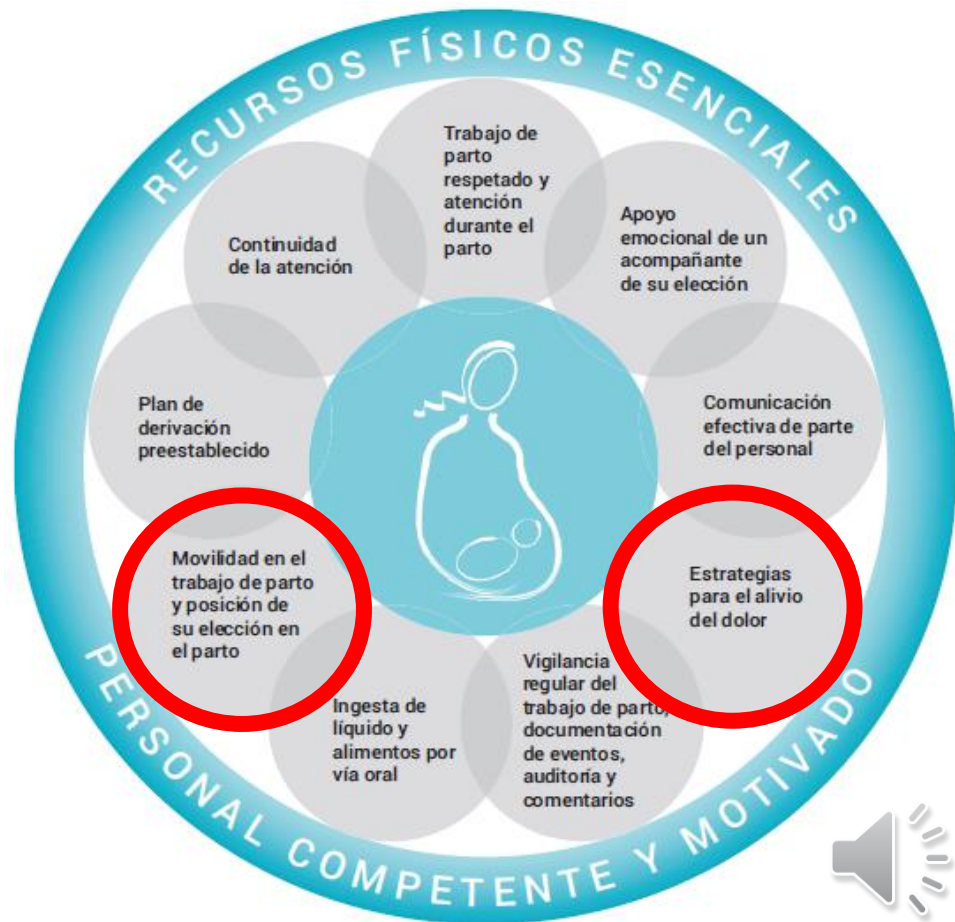 RECURSOS FÍSICOS ESENCIALES
Trabajo de
parto
respetado y
atención
durante el
parto
Apoyo
emocional de un
acompañante
de su elección
Continuidad
de la atención
Comunicación
efectiva de parte
del personal
Plan de
derivación
preestablecido
Estrategias
para el alivio
del dolor
Movilidad en el
trabajo de parto
y posición de
su elección en
el parto
Vigilancia
regular del
trabajo de parto,
documentación
de eventos,
auditoría y
comentarios
Ingesta de
líquido y
alimentos por
vía oral
PERSONAL COMPETENTE Y MOTIVADO